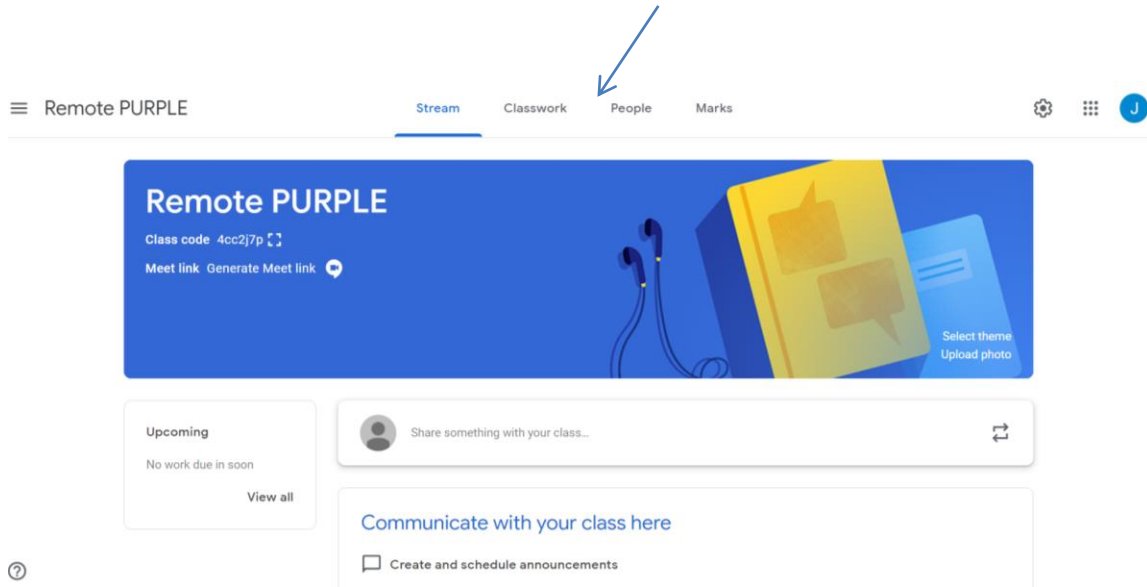 Remote PURPLE
Stream Classwork People Marks
J
Remote PURPLE
Class code 4cc2j7p
Meet link Generate Meet link
Select theme
Upload photo
Upcoming
No work due in soon
View all
Share something with your class...
Communicate with your class here
Create and schedule announcements